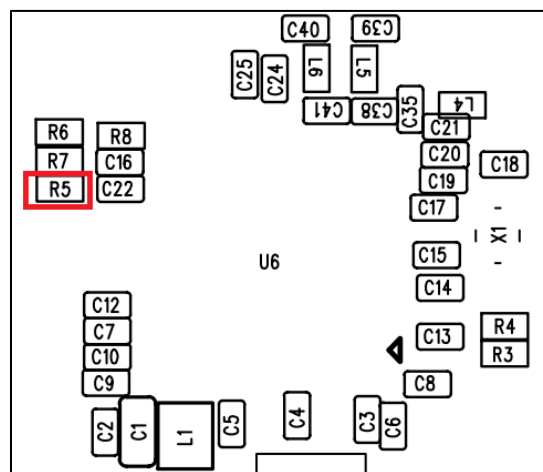 C40 C39
C25 C24 L6 L5
C41 C38 C35 L4
C21
R6 R8
R7 C16 C20 C18
R5 C22 C19
C17
X1
U6 C15
C14
C12
C7 C13 R4
C10 R3
C9 C8
C2 C1 L1 C5 C4 C3 C6